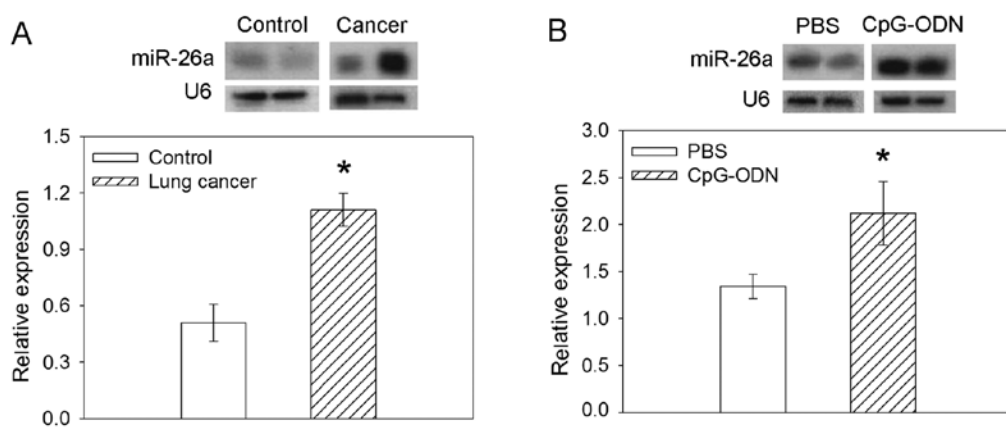 A
Control Cancer
miR-26a
U6
1.5
1.2
0.9
0.6
0.3
0.0
Relative expression
Control
Lung cancer
*
B
PBS CpG-ODN
miR-26a
U6
3.0
2.5
2.0
1.5
1.0
0.5
0.0
Relative expression
PBS
CpG-ODN
*